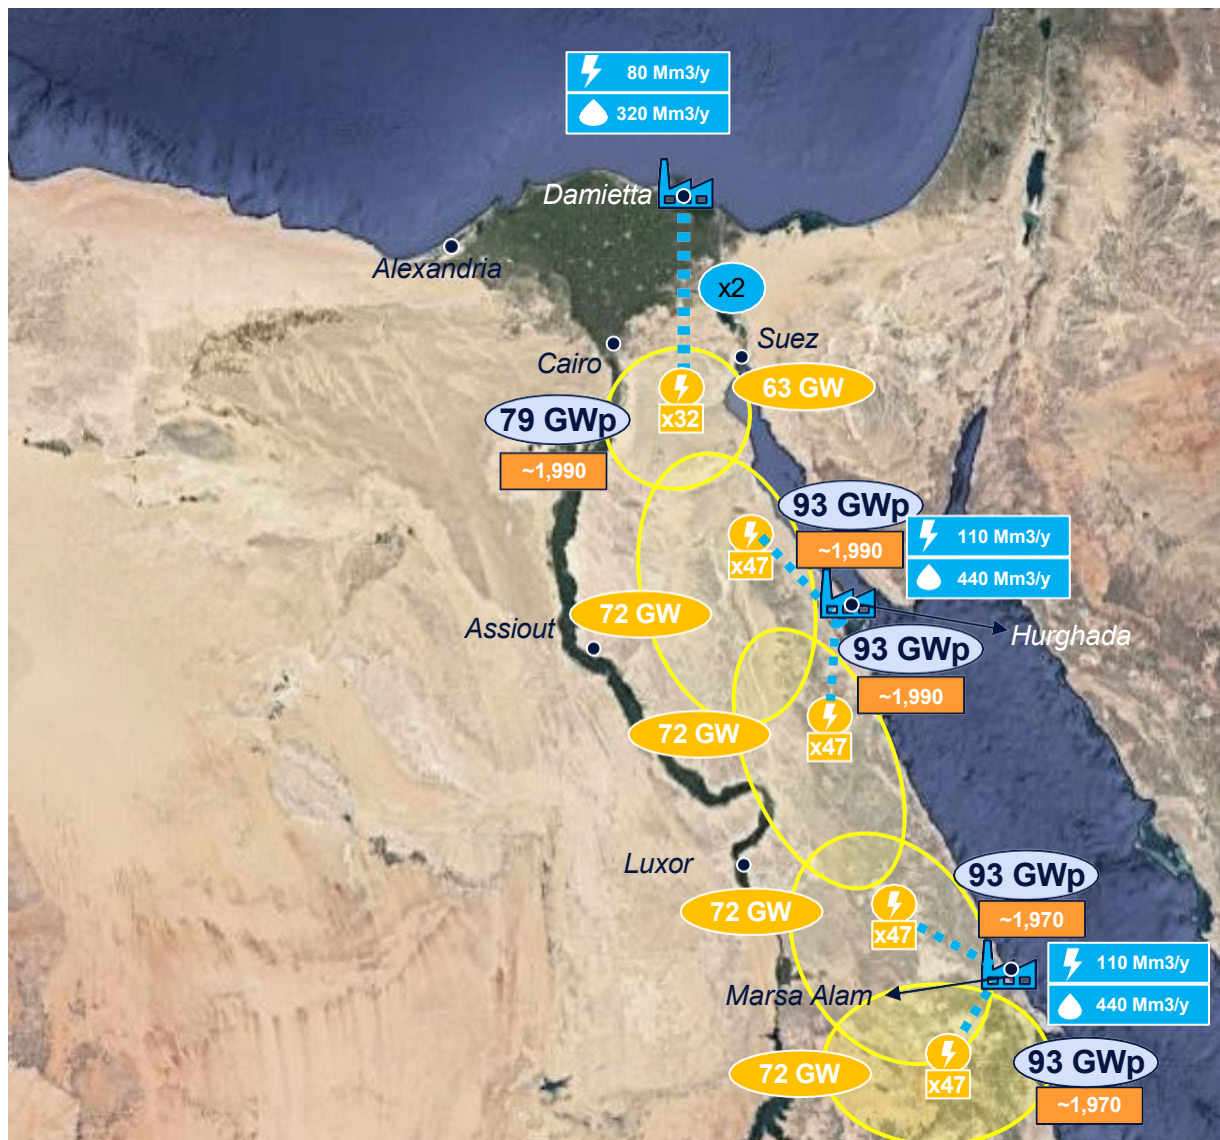 80 Mm3/y
320 Mm3/y
Damietta
Alexandria
x2
Suez
Cairo
63 GW
x32
79 GWp
~1,990
93 GWp
~1,990
110 Mm3/y
440 Mm3/y
x47
72 GW
Assiout
Hurghada
93 GWp
~1,990
72 GW
x47
Luxor
93 GWp
~1,970
72 GW
x47
110 Mm3/y
440 Mm3/y
Marsa Alam
93 GWp
~1,970
72 GW
x47